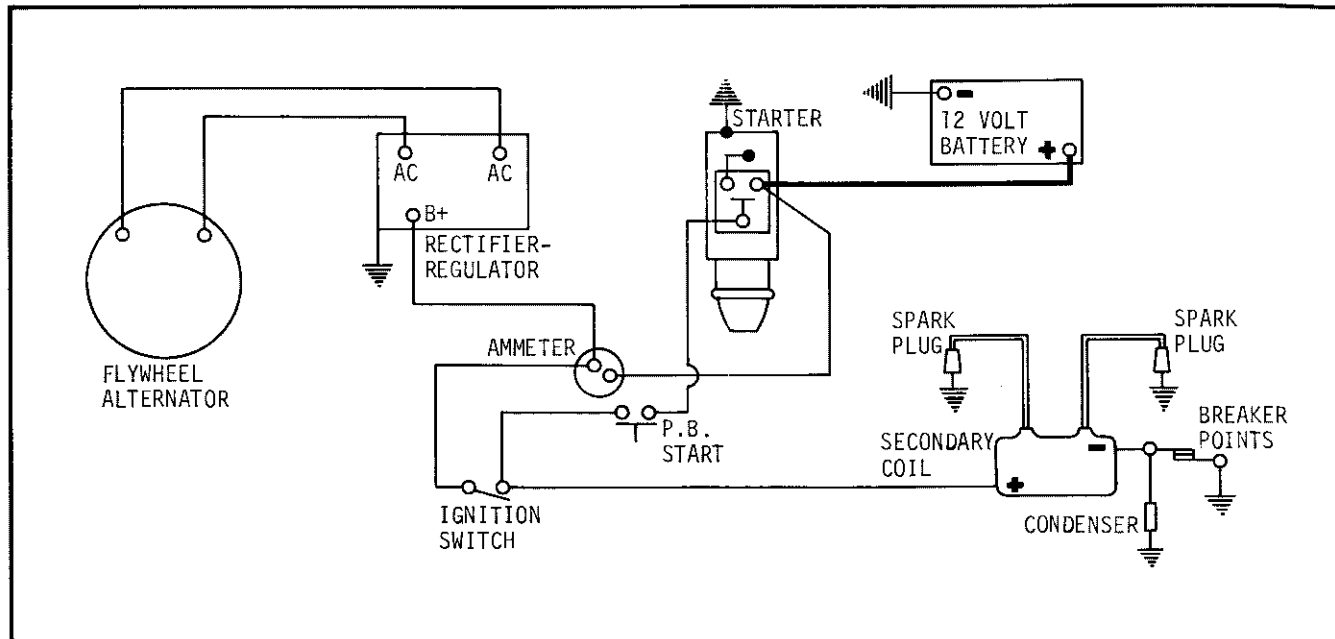 STARTER
12 VOLT
BATTERY
AC
AC
B+
RECTIFIER-
REGULATOR
FLYWHEEL
ALTERNATOR
AMMETER
P.B.
START
IGNITION
SWITCH
SPARK
PLUG
SPARK
PLUG
BREAKER
POINTS
SECONDARY
COIL
CONDENSER